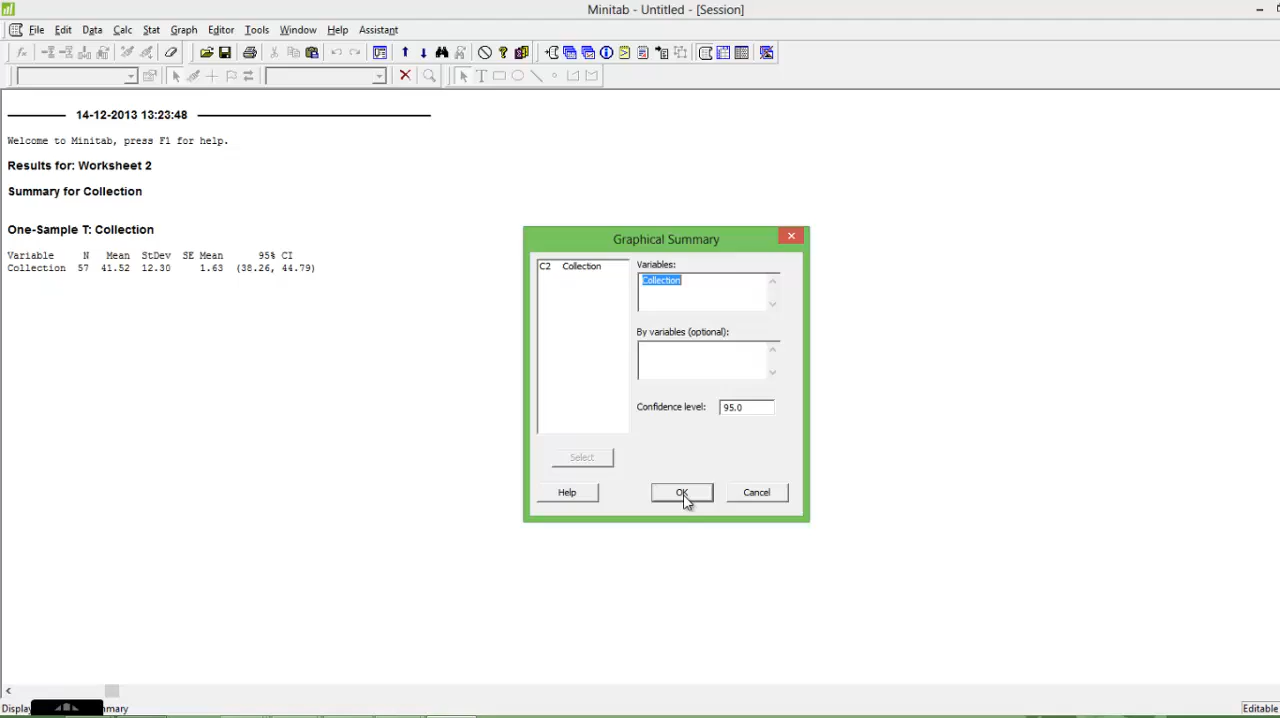 Minitab - Untitled - [Session]
File Edit Data Calc Stat Graph Editor Tools Window Help Assistant
14-12-2013 13:23:48
Welcome to Minitab, press F1 for help.
Results for: Worksheet 2
Summary for Collection
One-Sample T: Collection
Variable N Mean StDev SE Mean 95% CI
Collection 57 41.52 12.30 1.63 (38.26, 44.79)
Graphical Summary
C2 Collection
Variables:
Collection
By variables (optional):
Confidence level: 95.0
Select
Help OK Cancel
Editable